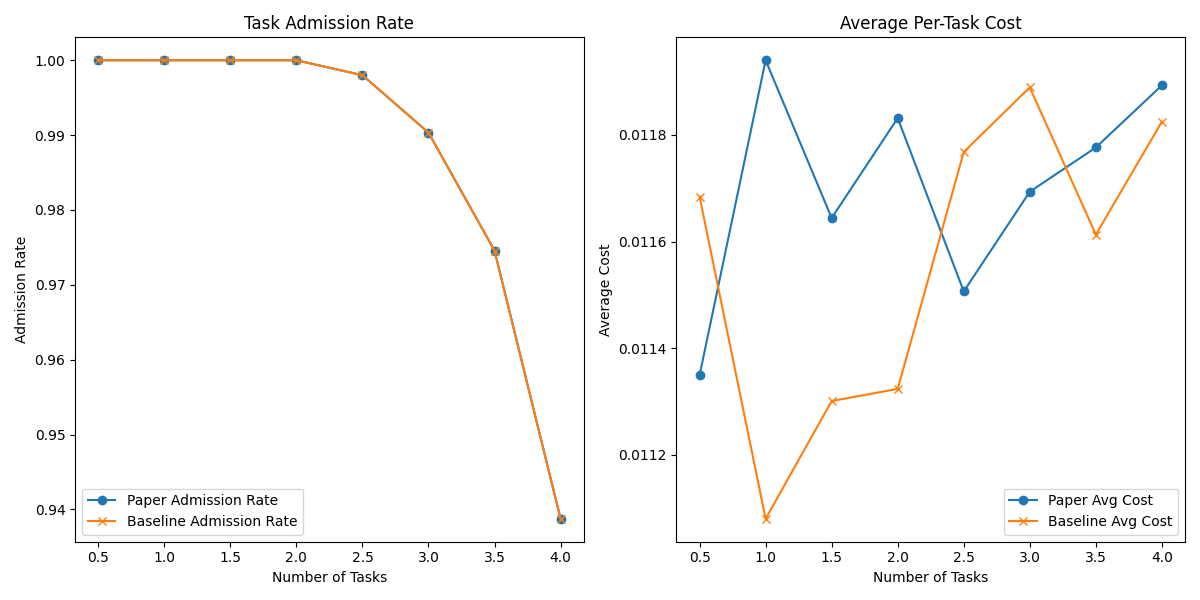 Task Admission Rate
Admission Rate
1.00
0.99
0.98
0.97
0.96
0.95
0.94
Paper Admission Rate
Baseline Admission Rate
0.5 1.0 1.5 2.0 2.5 3.0 3.5 4.0
Number of Tasks
Average Per-Task Cost
Average Cost
0.0118
0.0116
0.0114
0.0112
Paper Avg Cost
Baseline Avg Cost
0.5 1.0 1.5 2.0 2.5 3.0 3.5 4.0
Number of Tasks